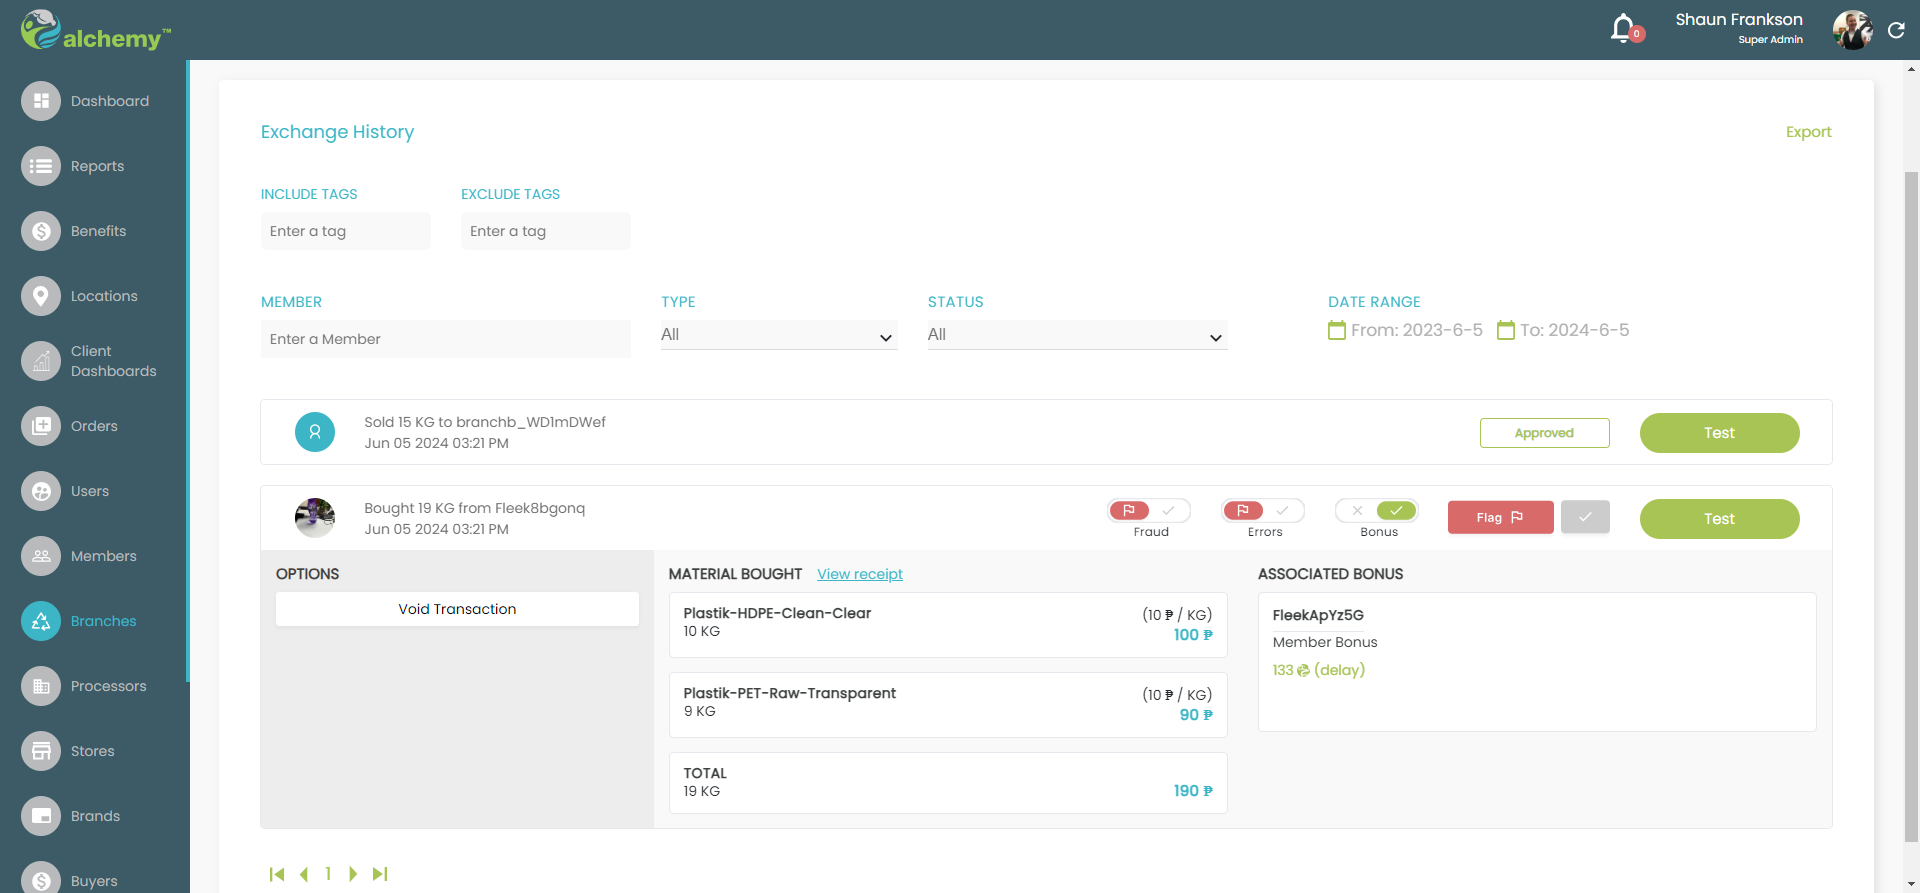 alchemy™
0
Shaun Frankson
Super Admin
Dashboard
Reports
Benefits
Locations
Client
Dashboards
Orders
Users
Members
Branches
Processors
Stores
Brands
Buyers
Exchange History
Export
INCLUDE TAGS
EXCLUDE TAGS
Enter a tag
Enter a tag
MEMBER
TYPE
STATUS
DATE RANGE
Enter a Member
All
All
From: 2023-6-5
To: 2024-6-5
Sold 15 KG to branchb_WD1mDWef
Jun 05 2024 03:21 PM
Approved
Test
Bought 19 KG from Fleek8bgonq
Jun 05 2024 03:21 PM
Fraud
Errors
Bonus
Flag
Test
OPTIONS
Void Transaction
MATERIAL BOUGHT
View receipt
Plastik-HDPE-Clean-Clear
(10 ₱ / KG)
10 KG
100 ₱
Plastik-PET-Raw-Transparent
(10 ₱ / KG)
9 KG
90 ₱
TOTAL
19 KG
190 ₱
ASSOCIATED BONUS
FleekApYz5G
Member Bonus
133 (delay)
1